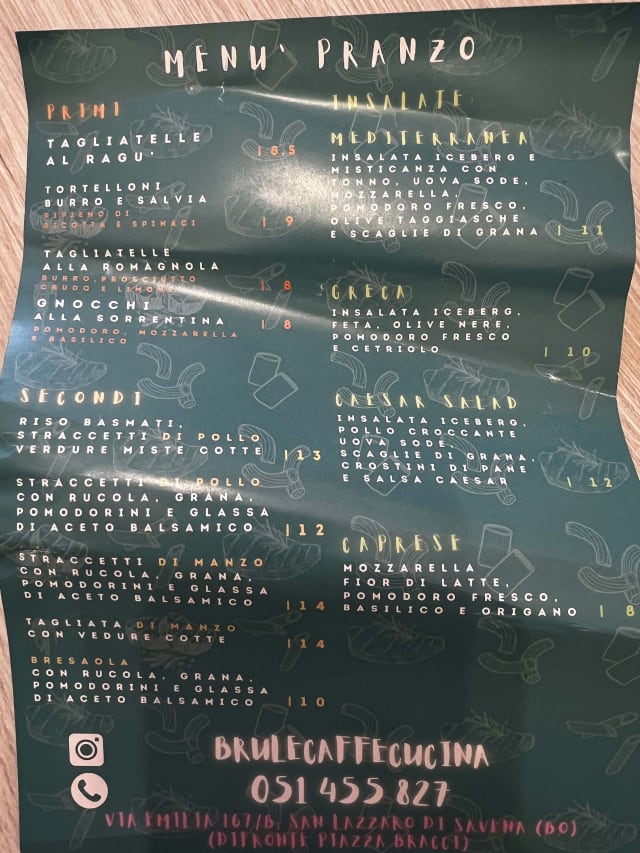 MENU' PRANZO
PRIMI
TAGLIATELLE
AL RAGU' | 8,5
TORTELLONI
BURRO E SALVIA
RIPIENO DI
RICOTTA E SPINACI | 9
TAGLIATELLE
ALLA ROMAGNOLA
BURRO, PROSCIUTTO
CRUDO E LIMONE | 8
GNOCCHI
ALLA SORRENTINA | 8
POMODORO, MOZZARELLA
E BASILICO
SECONDI
RISO BASMATI,
STRACCETTI DI POLLO
VERDURE MISTE COTTE | 13
STRACCETTI DI POLLO
CON RUCOLA, GRANA,
POMODORINI E GLASSA
DI ACETO BALSAMICO | 12
STRACCETTI DI MANZO
CON RUCOLA, GRANA,
POMODORINI E GLASSA
DI ACETO BALSAMICO | 14
TAGLIATA DI MANZO
CON VEDURE COTTE | 14
BRESAOLA
CON RUCOLA, GRANA,
POMODORINI E GLASSA
DI ACETO BALSAMICO | 10
INSALATE
MEDITERRANEA
INSALATA ICEBERG E
MISTICANZA CON
TONNO, UOVA SODE,
MOZZARELLA,
POMODORO FRESCO,
OLIVE TAGGIASCHE
E SCAGLIE DI GRANA | 11
GRECA
INSALATA ICEBERG,
FETA, OLIVE NERE,
POMODORO FRESCO
E CETRIOLO | 10
CAESAR SALAD
INSALATA ICEBERG,
POLLO CROCCANTE
UOVA SODE,
SCAGLIE DI GRANA,
CROSTINI DI PANE
E SALSA CAESAR | 12
CAPRESE
MOZZARELLA
FIOR DI LATTE,
POMODORO FRESCO,
BASILICO E ORIGANO | 8
BRULECAFFECUCINA
051 455 827
VIA EMILIA 167/B, SAN LAZZARO DI SAVENA (BO)
(DIFRONTE PIAZZA BRACCI)